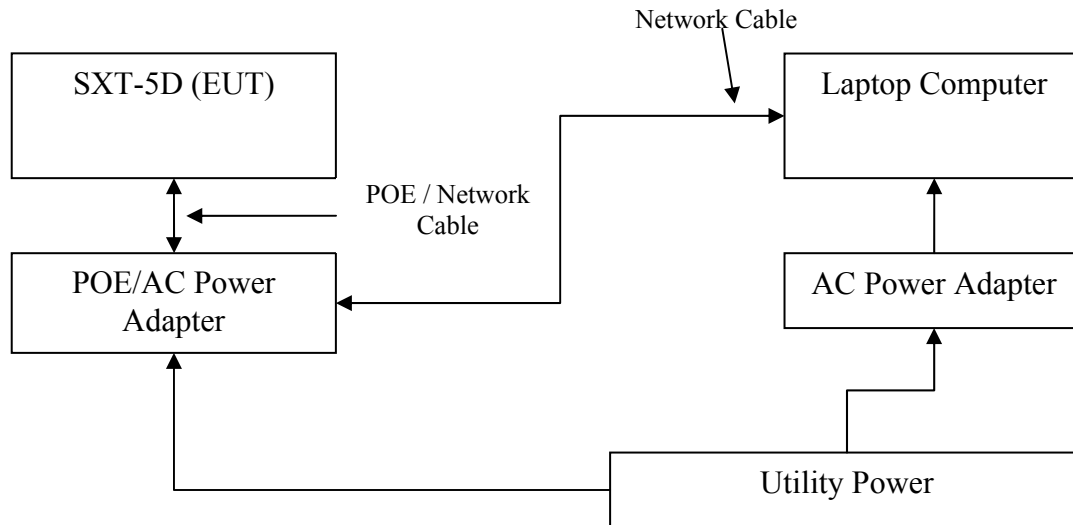 Network Cable
SXT-5D (EUT)
Laptop Computer
POE / Network
Cable
POE/AC Power
Adapter
AC Power Adapter
Utility Power